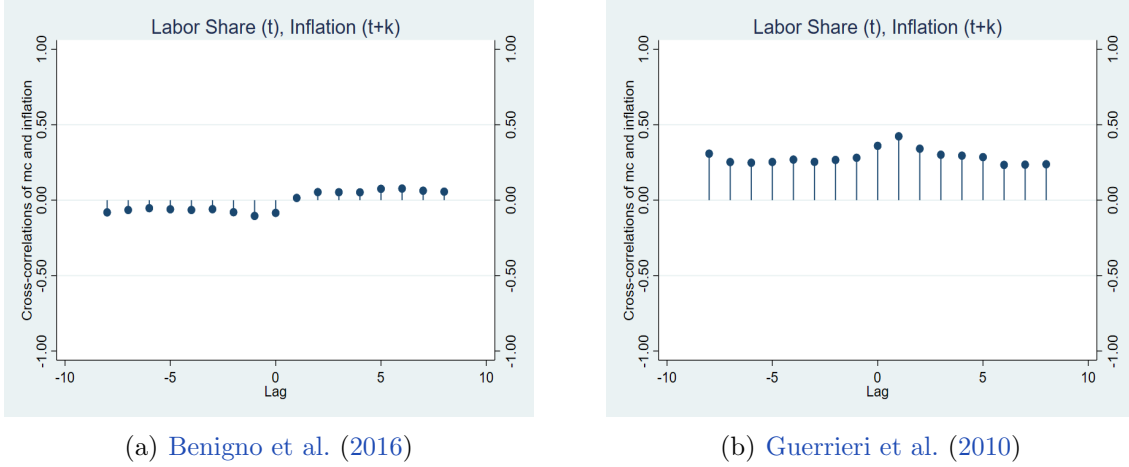 Labor Share (t), Inflation (t+k)
Cross-correlations of mc and inflation
1.00
0.50
0.00
-0.50
-1.00
1.00
0.50
0.00
-0.50
-1.00
-10 -5 0 5 10
Lag
(a) Benigno et al. (2016)
Labor Share (t), Inflation (t+k)
Cross-correlations of mc and inflation
1.00
0.50
0.00
-0.50
-1.00
1.00
0.50
0.00
-0.50
-1.00
-10 -5 0 5 10
Lag
(b) Guerrieri et al. (2010)